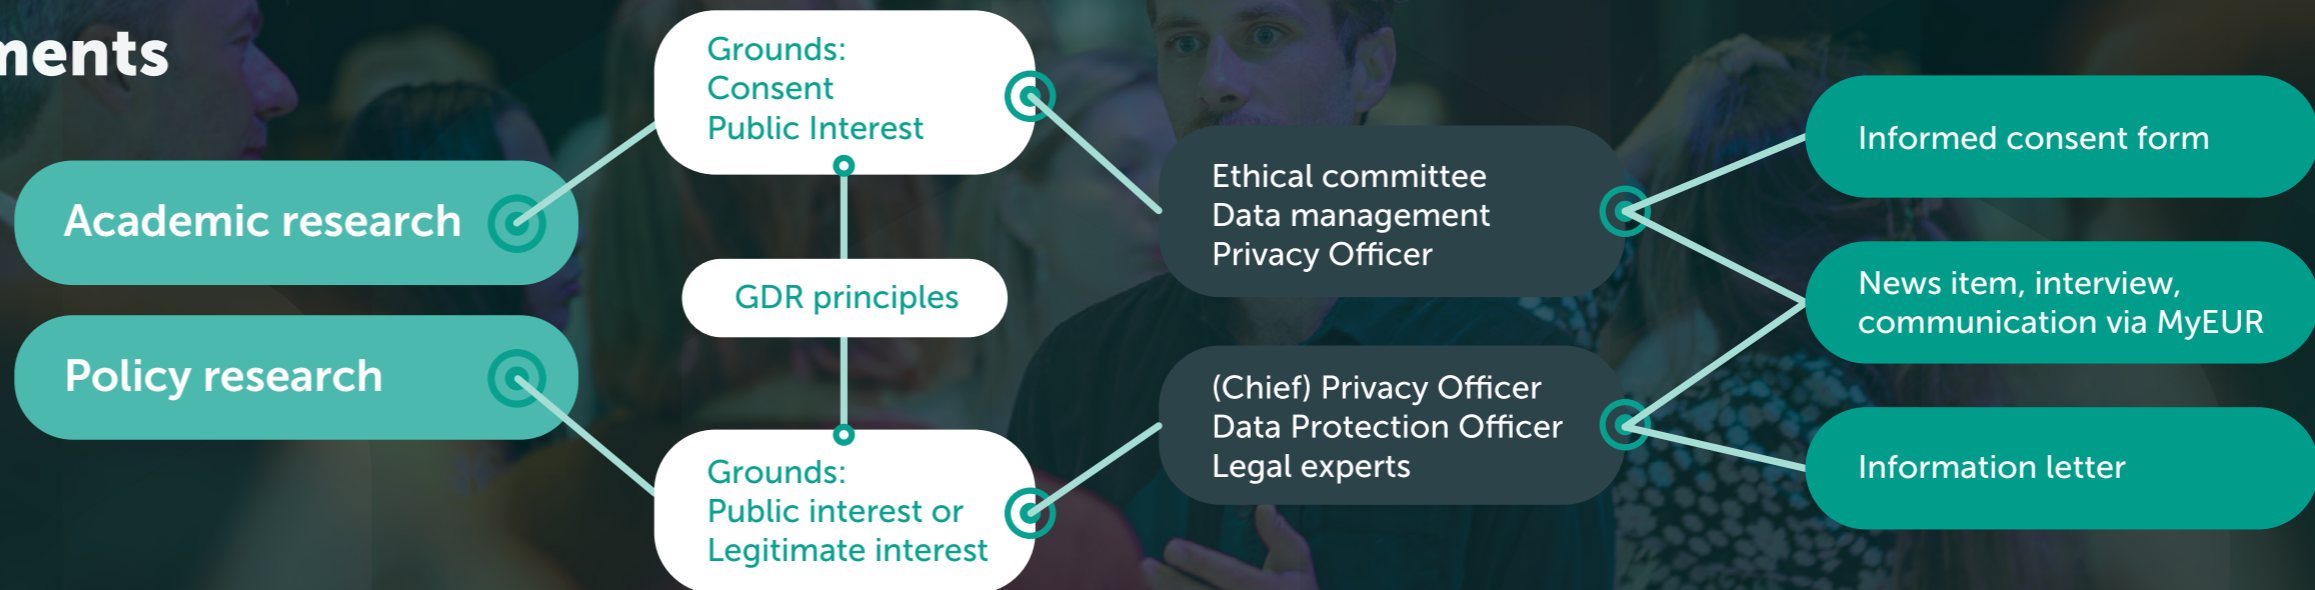 ments
Academic research
Policy research
Grounds:
Consent
Public Interest
GDR principles
Grounds:
Public interest or
Legitimate interest
Ethical committee
Data management
Privacy Officer
(Chief) Privacy Officer
Data Protection Officer
Legal experts
Informed consent form
News item, interview,
communication via MyEUR
Information letter